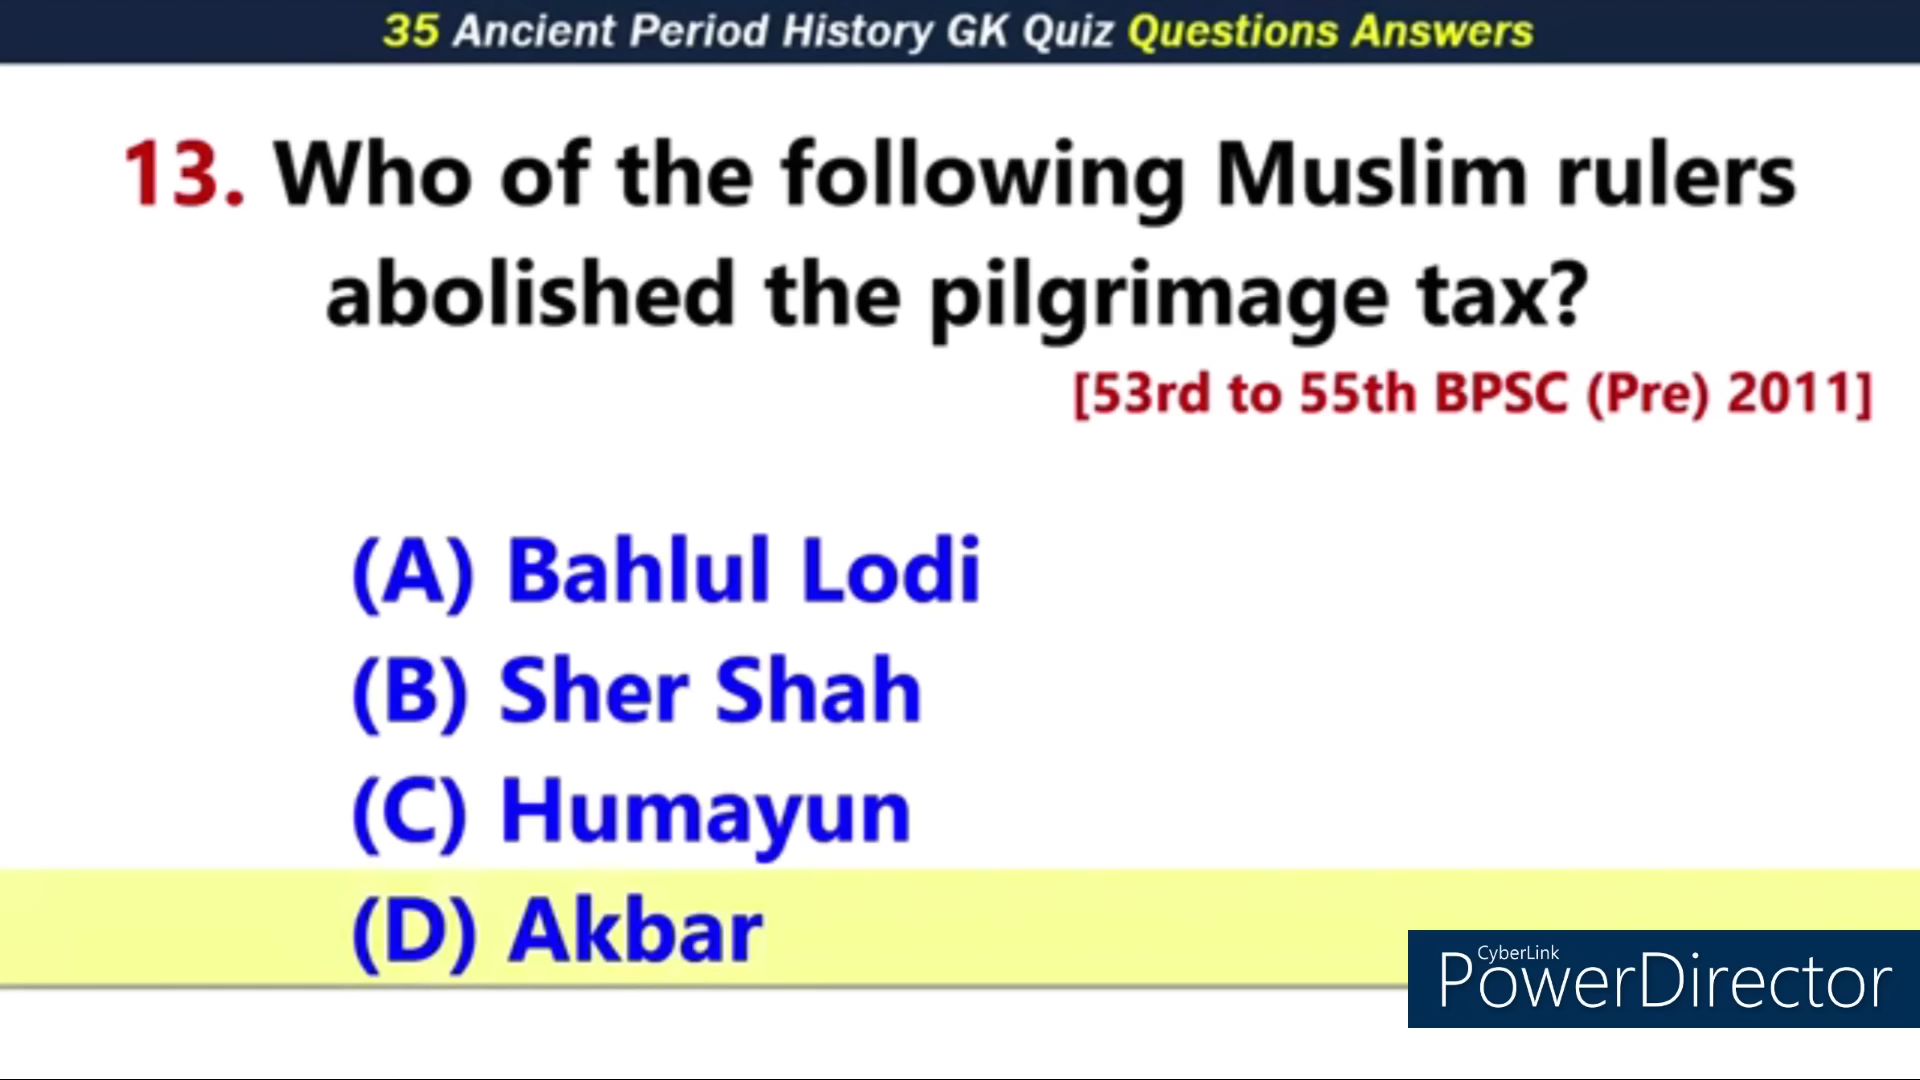 35 Ancient Period History GK Quiz Questions Answers
13. Who of the following Muslim rulers
abolished the pilgrimage tax?
[53rd to 55th BPSC (Pre) 2011]
(A) Bahlul Lodi
(B) Sher Shah
(C) Humayun
(D) Akbar
CyberLink
PowerDirector